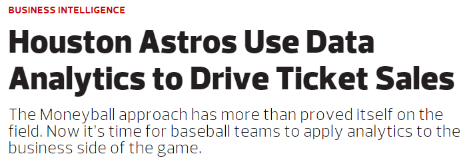 BUSINESS INTELLIGENCE
Houston Astros Use Data
Analytics to Drive Ticket Sales
The Moneyball approach has more than proved itself on the
field. Now it's time for baseball teams to apply analytics to the
business side of the game.